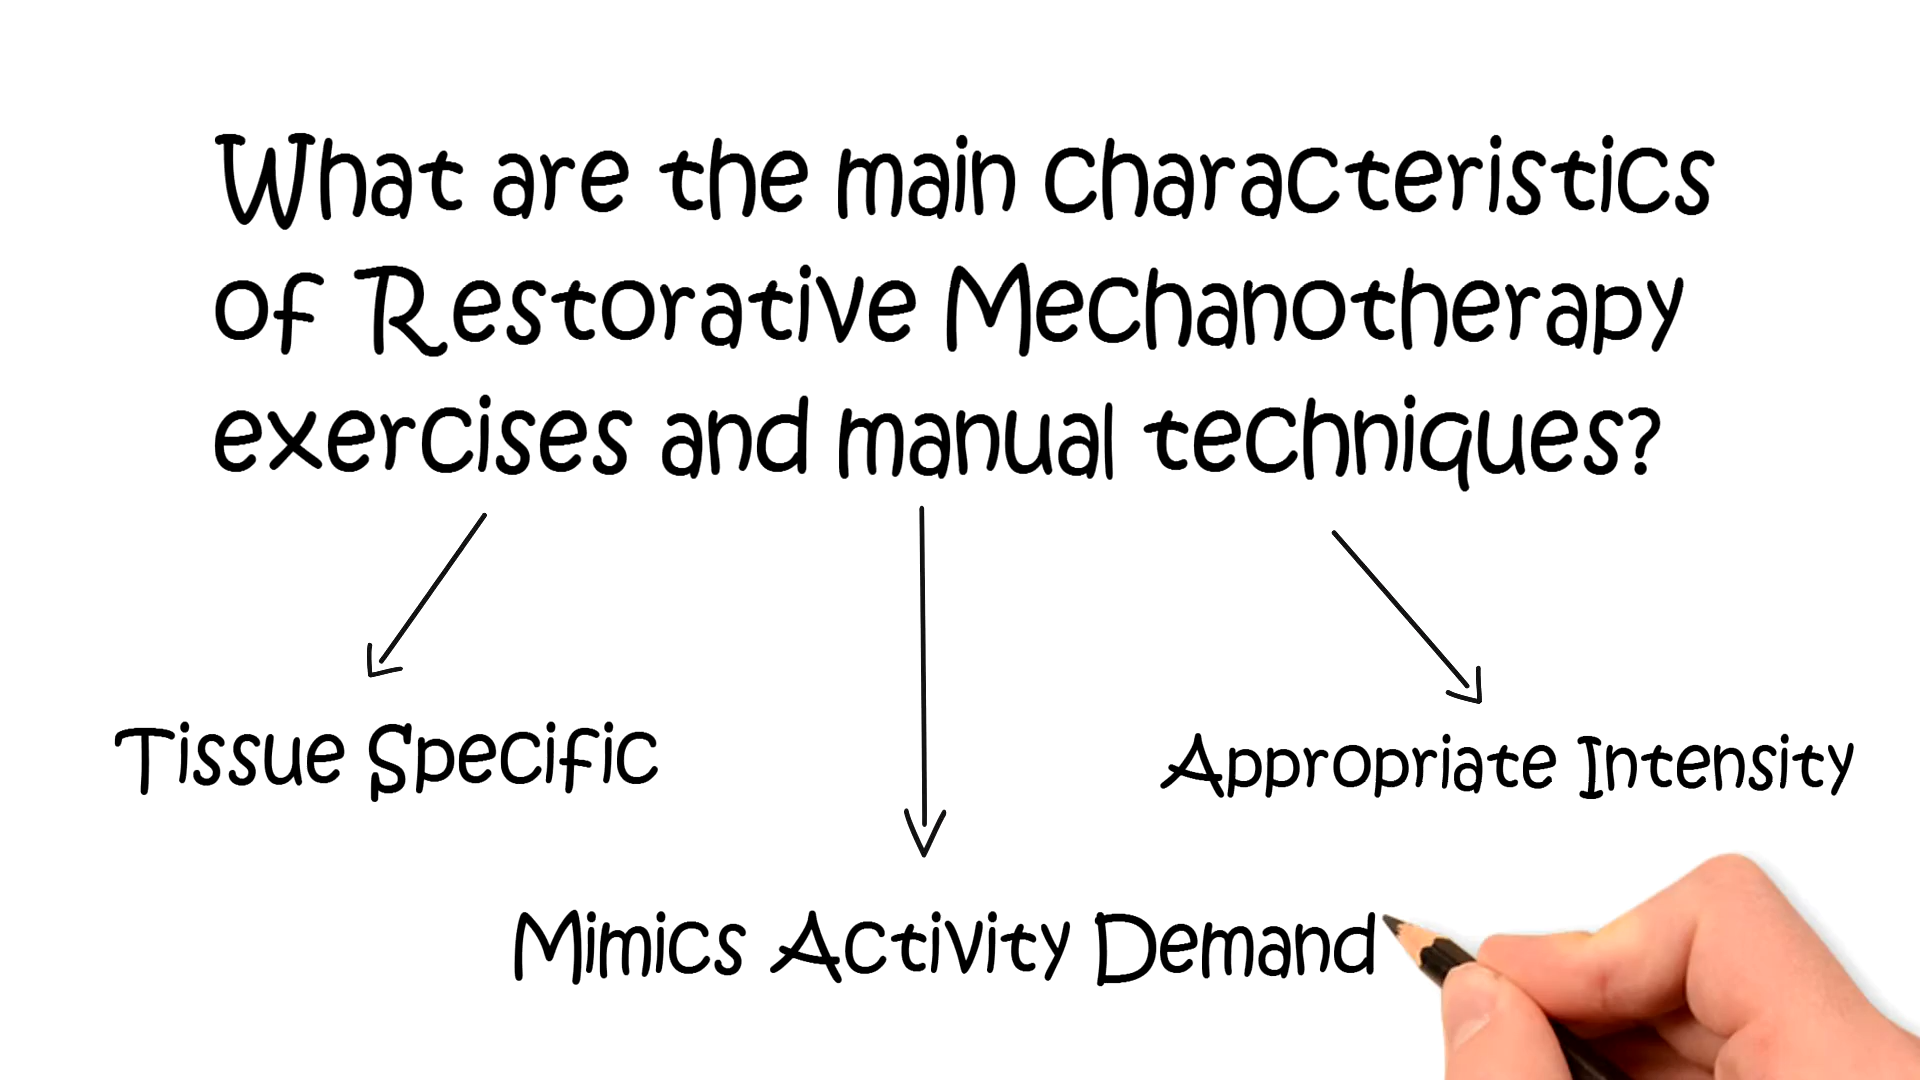 What are the main characteristics
of Restorative Mechanotherapy
exercises and manual techniques?
Tissue Specific
Appropriate Intensity
Mimics Activity Demand